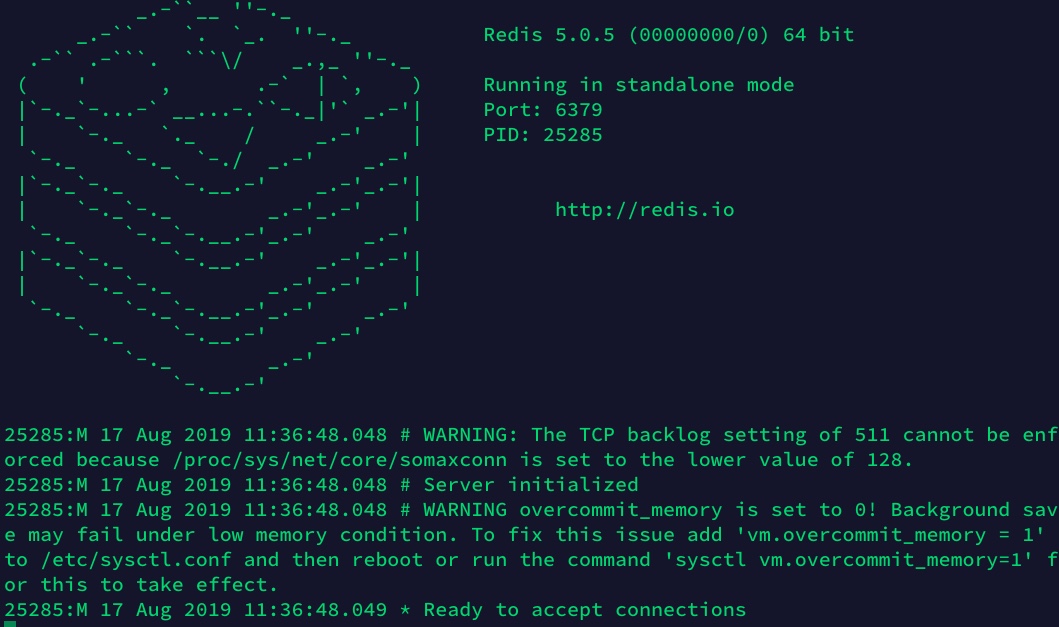 Redis 5.0.5 (00000000/0) 64 bit
Running in standalone mode
Port: 6379
PID: 25285
http://redis.io
25285:M 17 Aug 2019 11:36:48.048 # WARNING: The TCP backlog setting of 511 cannot be enf
orced because /proc/sys/net/core/somaxconn is set to the lower value of 128.
25285:M 17 Aug 2019 11:36:48.048 # Server initialized
25285:M 17 Aug 2019 11:36:48.048 # WARNING overcommit_memory is set to 0! Background sav
e may fail under low memory condition. To fix this issue add 'vm.overcommit_memory = 1'
to /etc/sysctl.conf and then reboot or run the command 'sysctl vm.overcommit_memory=1' f
or this to take effect.
25285:M 17 Aug 2019 11:36:48.049 * Ready to accept connections